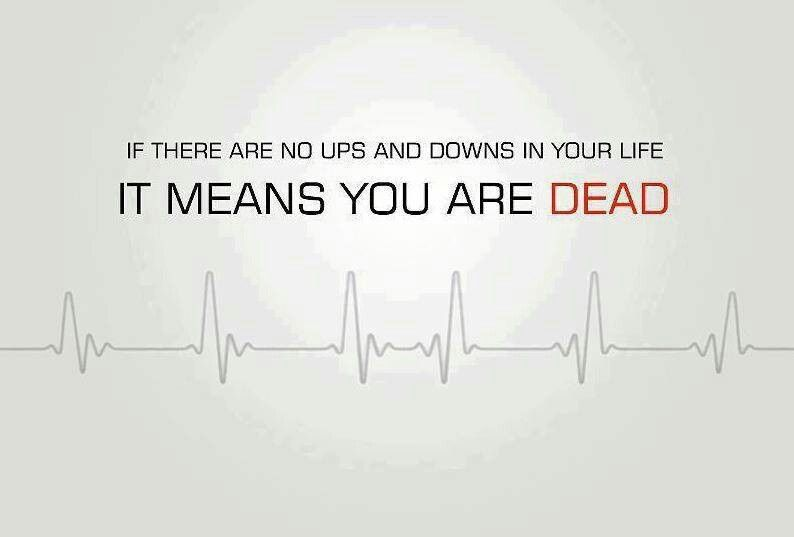 IF THERE ARE NO UPS AND DOWNS IN YOUR LIFE
IT MEANS YOU ARE DEAD